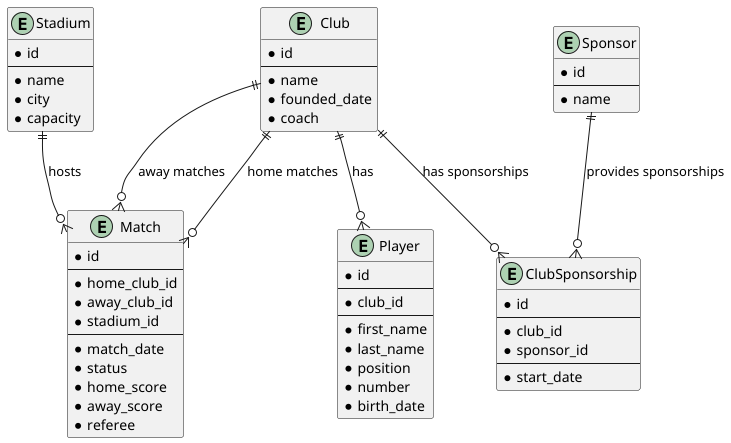 E Stadium
* id
* name
* city
* capacity
E Club
* id
* name
* founded_date
* coach
E Sponsor
* id
* name
hosts
away matches
home matches
has
has sponsorships
provides sponsorships
E Match
* id
* home_club_id
* away_club_id
* stadium_id
* match_date
* status
* home_score
* away_score
* referee
E Player
* id
* club_id
* first_name
* last_name
* position
* number
* birth_date
E ClubSponsorship
* id
* club_id
* sponsor_id
* start_date